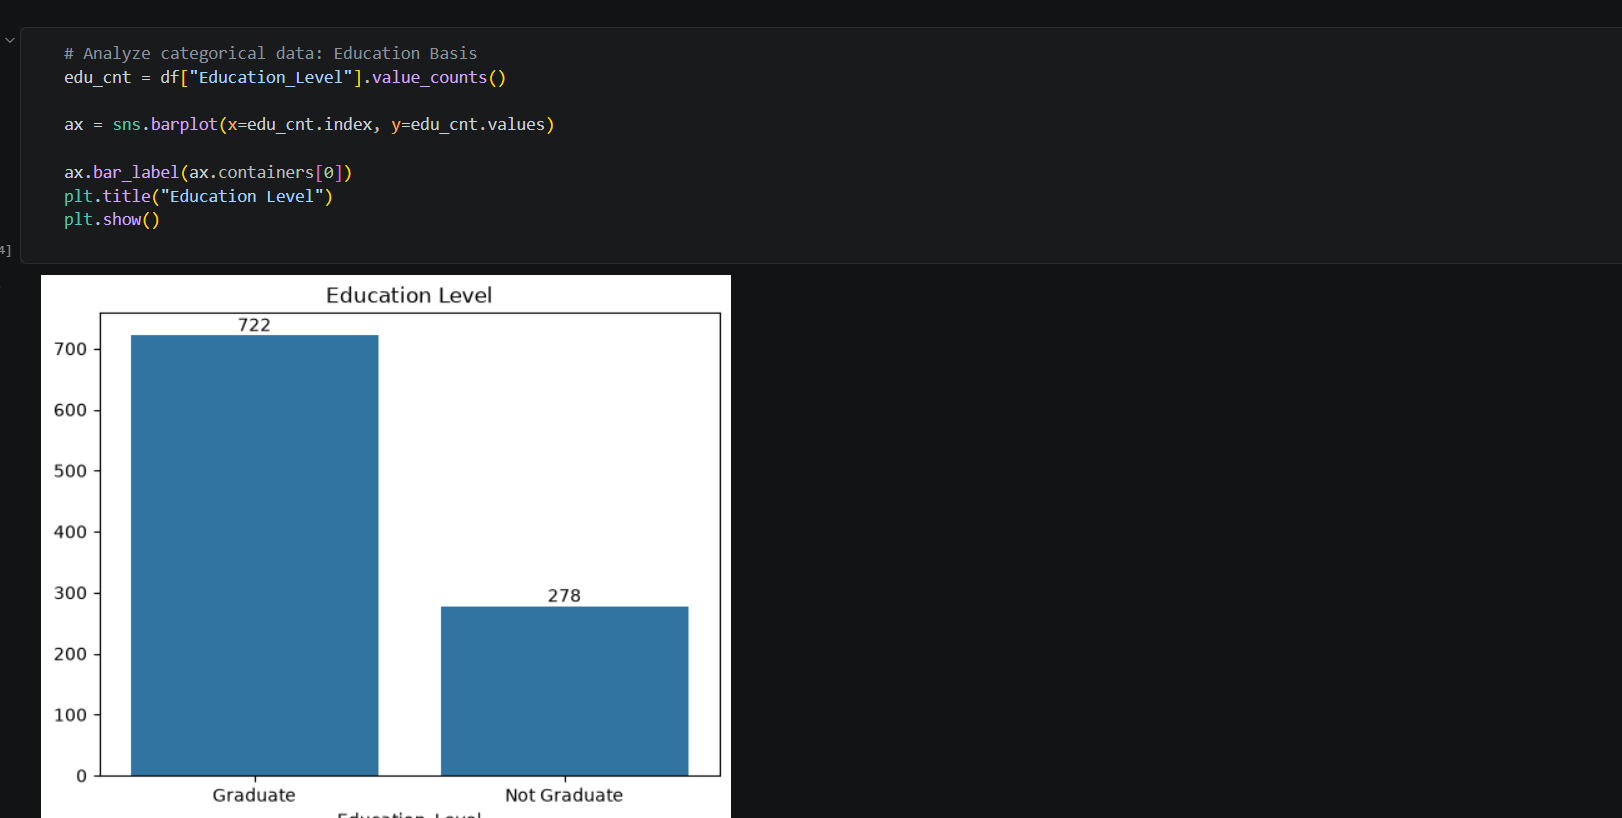 # Analyze categorical data: Education Basis
edu_cnt = df["Education_Level"].value_counts()
ax = sns.barplot(x=edu_cnt.index, y=edu_cnt.values)
ax.bar_label(ax.containers[0])
plt.title("Education Level")
plt.show()
4]
Education Level
722
700
600
500
400
300
278
200
100
0
Graduate Not Graduate
Education_Level